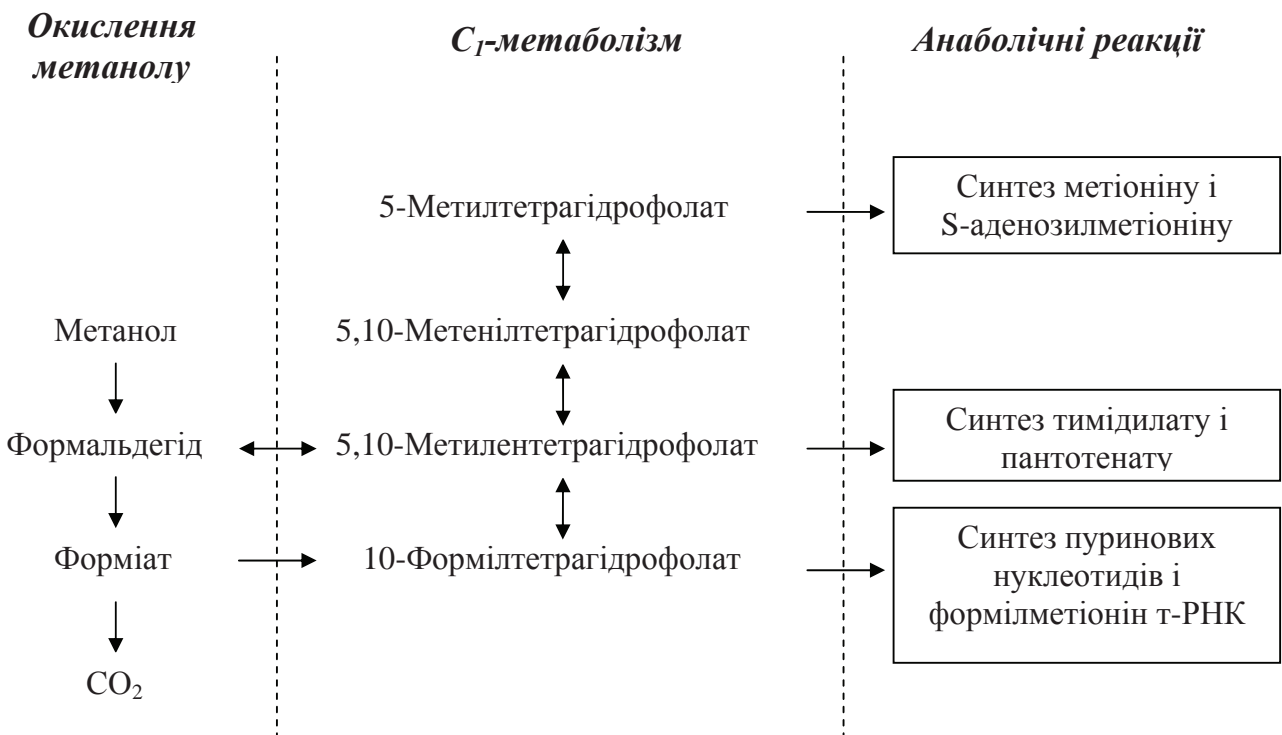 Окислення
метанолу
C₁-метаболізм
Анаболічні реакції
5-Метилтетрагідрофолат
Синтез метіоніну і
S-аденозилметіоніну
Метанол
5,10-Метенілтетрагідрофолат
Формальдегід
5,10-Метилентетрагідрофолат
Синтез тимідилату і
пантотенату
Форміат
10-Формілтетрагідрофолат
Синтез пуринових
нуклеотидів і
формілметіонін т-РНК
CO₂